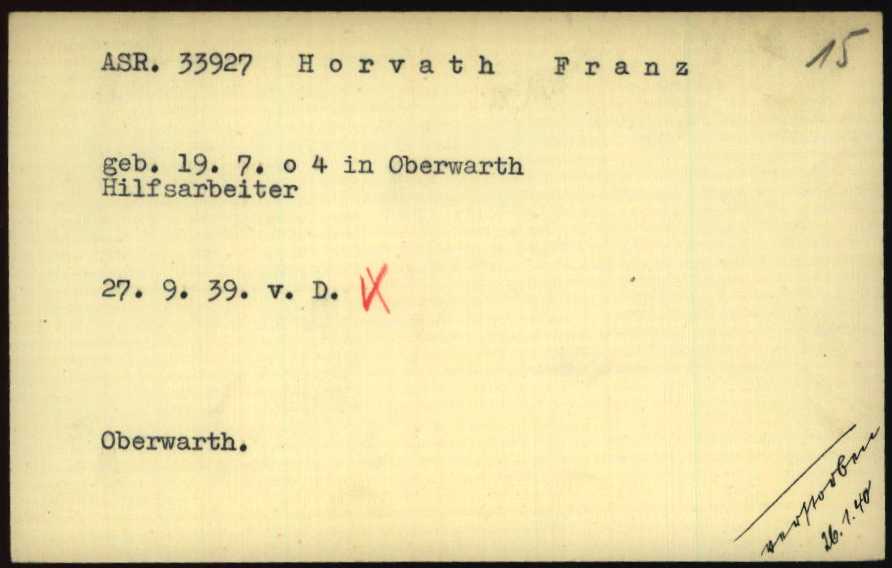 ASR. 33927 Horvath Franz
15
geb. 19. 7. o 4 in Oberwarth
Hilfsarbeiter
27. 9. 39. v. D.
Oberwarth.
verstorben
26.1.40